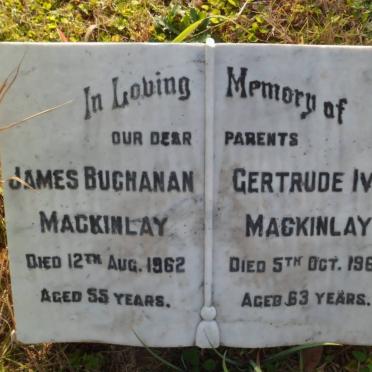 In Loving Memory of
OUR DEAR PARENTS
JAMES BUCHANAN
MACKINLAY
DIED 12TH AUG. 1962
AGED 55 YEARS.
GERTRUDE
MACKINLAY
DIED 5TH OCT.
AGED 63 YEARS.